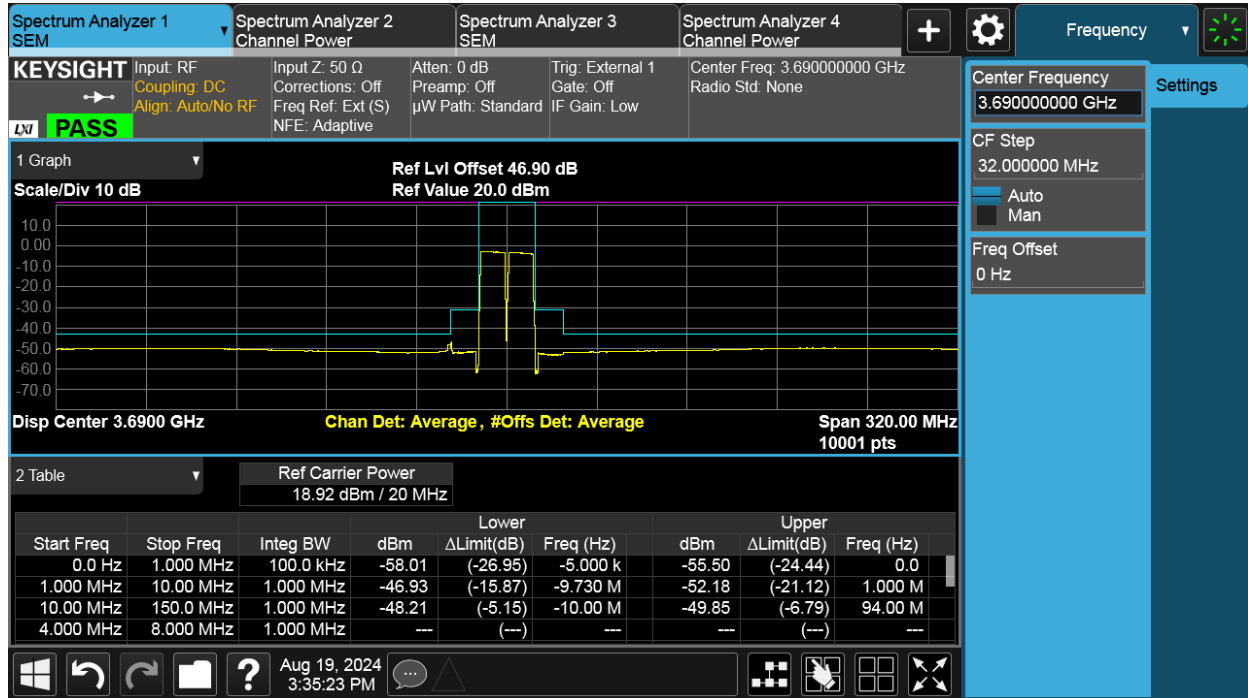 Spectrum Analyzer 1
SEM
Spectrum Analyzer 2
Channel Power
Spectrum Analyzer 3
SEM
Spectrum Analyzer 4
Channel Power
+
Frequency
KEYSIGHT
LXI
PASS
Input: RF
Coupling: DC
Align: Auto/No RF
Input Z: 50 Ω
Corrections: Off
Freq Ref: Ext (S)
NFE: Adaptive
Atten: 0 dB
Preamp: Off
µW Path: Standard
Trig: External 1
Gate: Off
IF Gain: Low
Center Freq: 3.690000000 GHz
Radio Std: None
Center Frequency
3.690000000 GHz
Settings
CF Step
32.000000 MHz
Auto
Man
Freq Offset
0 Hz
1 Graph
Scale/Div 10 dB
Ref Lvl Offset 46.90 dB
Ref Value 20.0 dBm
10.0
0.00
-10.0
-20.0
-30.0
-40.0
-50.0
-60.0
-70.0
Disp Center 3.6900 GHz
Chan Det: Average , #Offs Det: Average
Span 320.00 MHz
10001 pts
2 Table
Ref Carrier Power
18.92 dBm / 20 MHz
Lower Upper
Start Freq Stop Freq Integ BW dBm ΔLimit(dB) Freq (Hz) dBm ΔLimit(dB) Freq (Hz)
0.0 Hz 1.000 MHz 100.0 kHz -58.01 (-26.95) -5.000 k -55.50 (-24.44) 0.0
1.000 MHz 10.00 MHz 1.000 MHz -46.93 (-15.87) -9.730 M -52.18 (-21.12) 1.000 M
10.00 MHz 150.0 MHz 1.000 MHz -48.21 (-5.15) -10.00 M -49.85 (-6.79) 94.00 M
4.000 MHz 8.000 MHz 1.000 MHz --- (---) --- --- (---) ---
?
Aug 19, 2024
3:35:23 PM